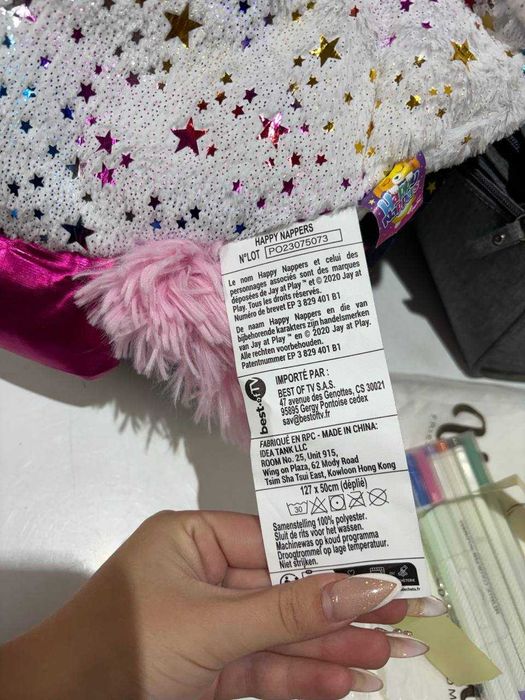 HAPPY NAPPERS
N°LOT PO23075073
Le nom Happy Nappers et celui des
personnages associés sont des marques
déposées de Jay at Play ™ et © 2020 Jay at
Play. Tous les droits réservés.
Numéro de brevet EP 3 829 401 B1
De naam Happy Nappers en die van
bijbehorende karakters zijn handelsmerken
van Jay at Play ™ en © 2020 Jay at Play.
Alle rechten voorbehouden.
Patentnummer EP 3 829 401 B1
best of TV
IMPORTÉ PAR :
BEST OF TV S.A.S.
47 avenue des Genottes, CS 30021
95895 Gergy Pontoise cedex
sav@bestoftv.fr
FABRIQUÉ EN RPC - MADE IN CHINA:
IDEA TANK LLC
ROOM No. 25, Unit 915,
Wing on Plaza, 62 Mody Road
Tsim Sha Tsui East, Kowloon Hong Kong
127 x 50cm (déplié)
30
Samenstelling 100% polyester.
Sluit de rits voor het wassen.
Machinewas op koud programma
Droogtrommel op lage temperatuur.
Niet strijken.